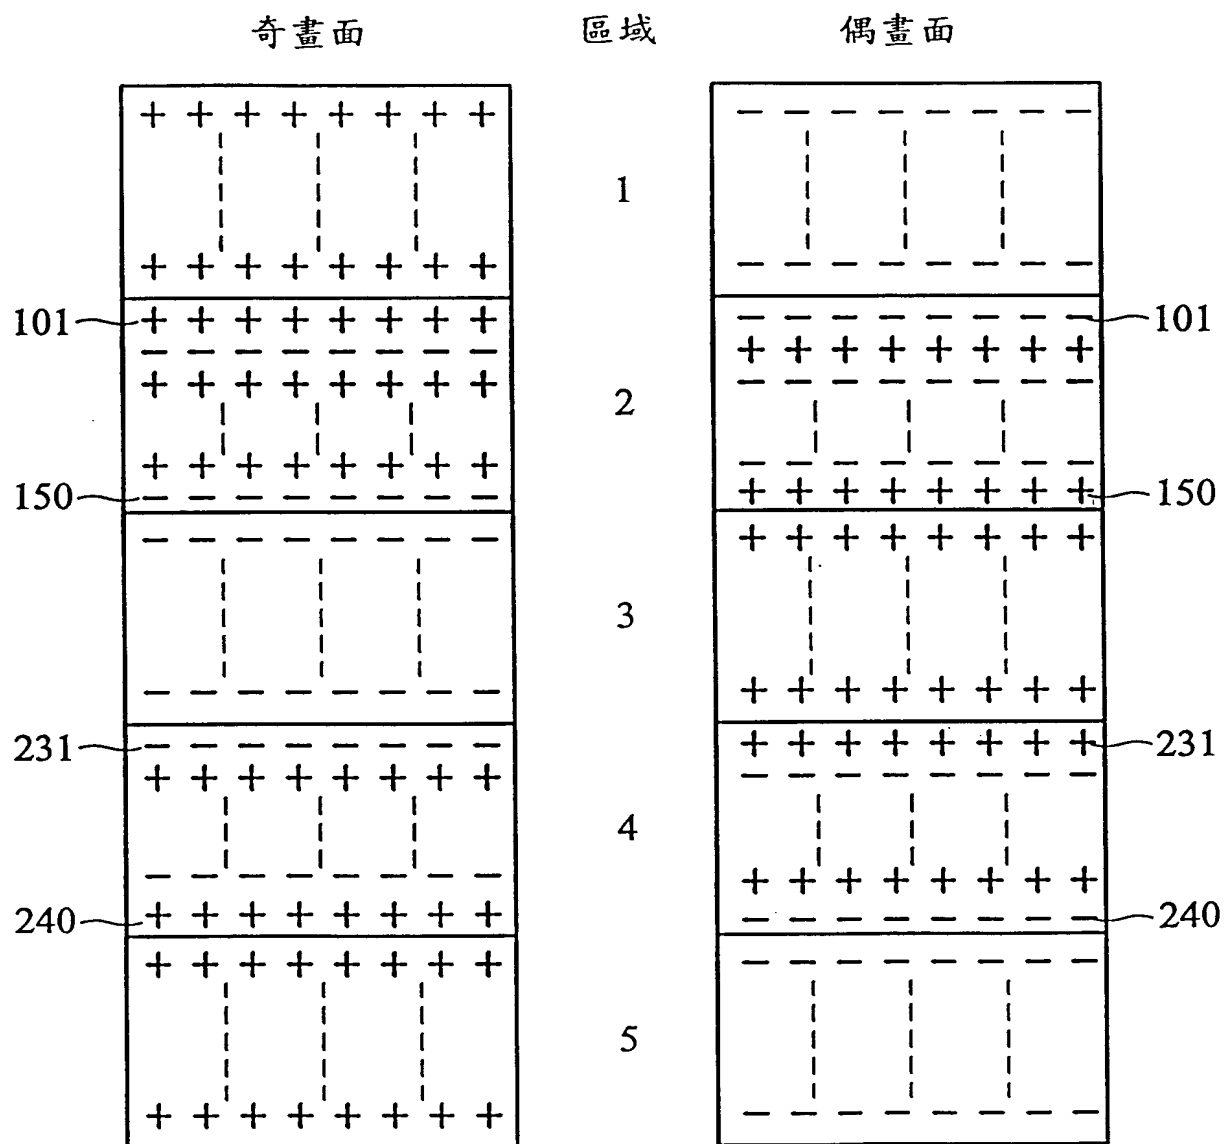 奇畫面 區域 偶畫面
+ + + + + + + + − − − − − − − −
1
+ + + + + + + + − − − − − − − −
101 + + + + + + + + − − − − − − − − 101
− − − − − − − − + + + + + + + +
+ + + + + + + + − − − − − − − −
2
+ + + + + + + + − − − − − − − −
150 − − − − − − − − + + + + + + + + 150
− − − − − − − − + + + + + + + +
3
− − − − − − − − + + + + + + + +
231 − − − − − − − − + + + + + + + + 231
+ + + + + + + + − − − − − − − −
4
− − − − − − − − + + + + + + + +
240 + + + + + + + + − − − − − − − − 240
+ + + + + + + + − − − − − − − −
5
+ + + + + + + + − − − − − − − −